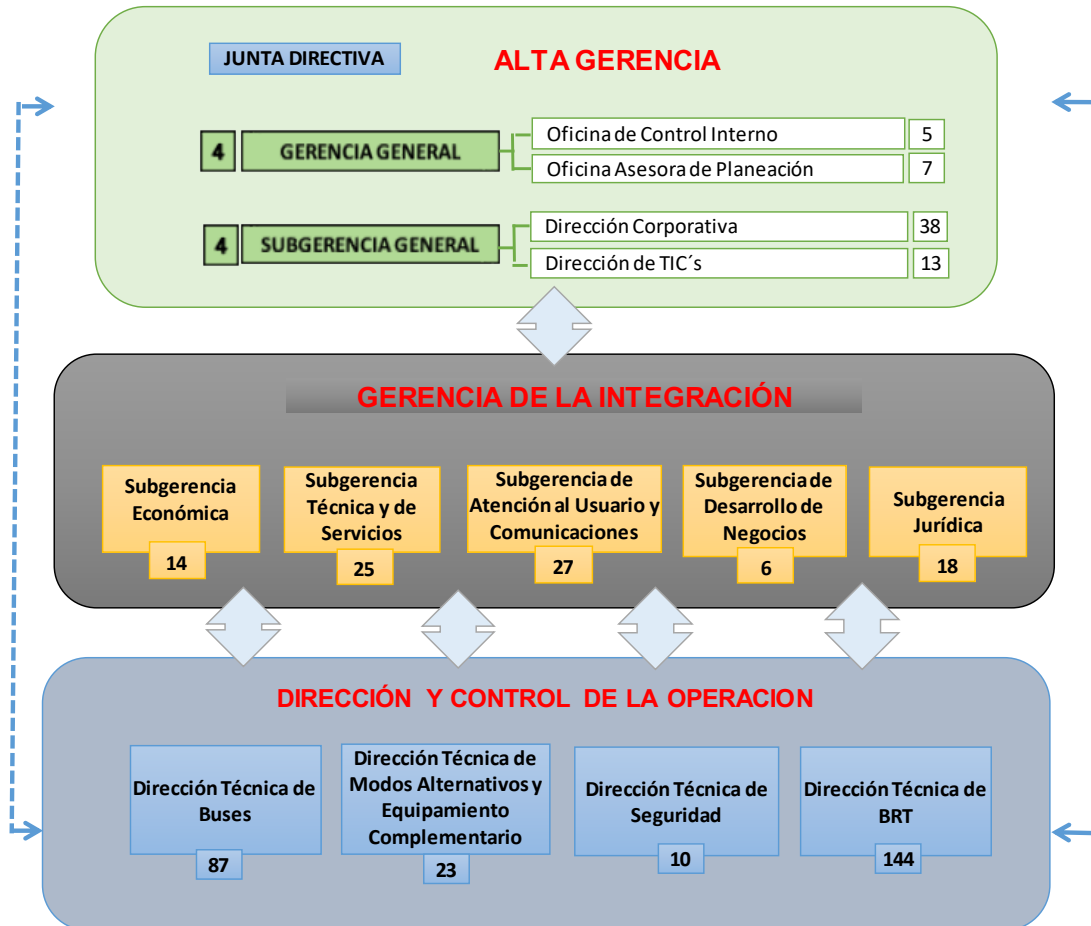 JUNTA DIRECTIVA
ALTA GERENCIA
4
GERENCIA GENERAL
Oficina de Control Interno
5
Oficina Asesora de Planeación
7
4
SUBGERENCIA GENERAL
Dirección Corporativa
38
Dirección de TIC´s
13
GERENCIA DE LA INTEGRACIÓN
Subgerencia
Económica
14
Subgerencia
Técnica y de
Servicios
25
Subgerencia de
Atención al Usuario y
Comunicaciones
27
Subgerencia de
Desarrollo de
Negocios
6
Subgerencia
Jurídica
18
DIRECCIÓN Y CONTROL DE LA OPERACION
Dirección Técnica de
Buses
87
Dirección Técnica de
Modos Alternativos y
Equipamiento
Complementario
23
Dirección Técnica de
Seguridad
10
Dirección Técnica de
BRT
144